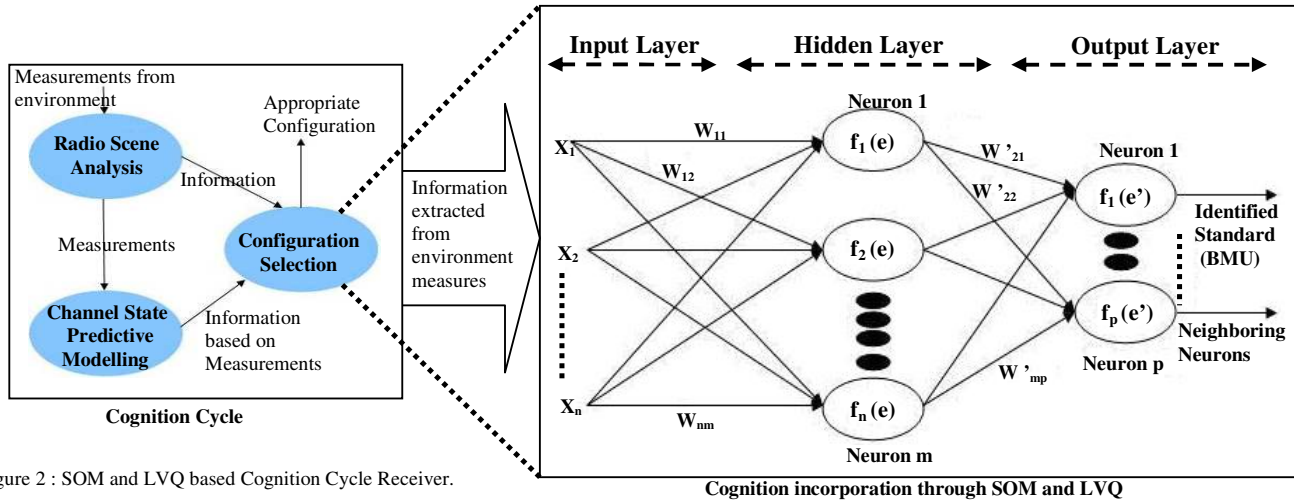 Measurements from
environment
Appropriate
Configuration
Radio Scene
Analysis
Information
Measurements
Configuration
Selection
Channel State
Predictive
Modelling
Information
based on
Measurements
Cognition Cycle
Information
extracted
from
environment
measures
Input Layer
Hidden Layer
Output Layer
Neuron 1
X1
W11
f1 (e)
W12
X2
f2 (e)
Xn
Wnm
fn (e)
Neuron m
W'21
W'22
W'mp
Neuron 1
f1 (e')
Identified
Standard
(BMU)
fp (e')
Neuron p
Neighboring
Neurons
gure 2 : SOM and LVQ based Cognition Cycle Receiver.
Cognition incorporation through SOM and LVQ